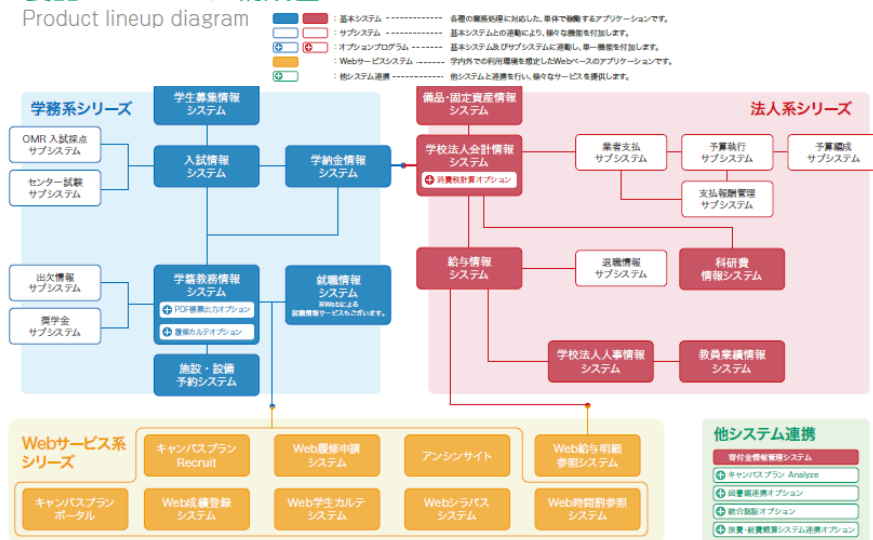 Product lineup diagram
：基本システム
各種の業務処理に対応した、単体で稼働するアプリケーションです。
：サブシステム
基本システムとの連動により、様々な機能を付加します。
：オプションプログラム
基本システム及びサブシステムに連動し、単一機能を付加します。
：Webサービスシステム
学内外での利用環境を想定したWebベースのアプリケーションです。
：他システム連携
他システムと連携を行い、様々なサービスを提供します。
学務系シリーズ
学生募集情報
システム
OMR 入試採点
サブシステム
センター試験
サブシステム
入試情報
システム
学納金情報
システム
出欠情報
サブシステム
奨学金
サブシステム
学籍教務情報
システム
PDF帳票出力オプション
履修カルテオプション
就職情報
システム
※Webによる
就職情報サービスもございます。
施設・設備
予約システム
法人系シリーズ
備品・固定資産情報
システム
学校法人会計情報
システム
消費税計算オプション
業者支払
サブシステム
予算執行
サブシステム
予算編成
サブシステム
支払報酬管理
サブシステム
給与情報
システム
退職情報
サブシステム
科研費
情報システム
学校法人人事情報
システム
教員業績情報
システム
Webサービス系
シリーズ
キャンパスプラン
Recruit
Web履修申請
システム
アンシンサイト
Web給与明細
参照システム
キャンパスプラン
ポータル
Web成績登録
システム
Web学生カルテ
システム
Webシラバス
システム
Web時間割参照
システム
他システム連携
寄付金情報管理システム
キャンパスプラン Analyze
図書館連携オプション
統合認証オプション
旅費・経費精算システム連携オプション